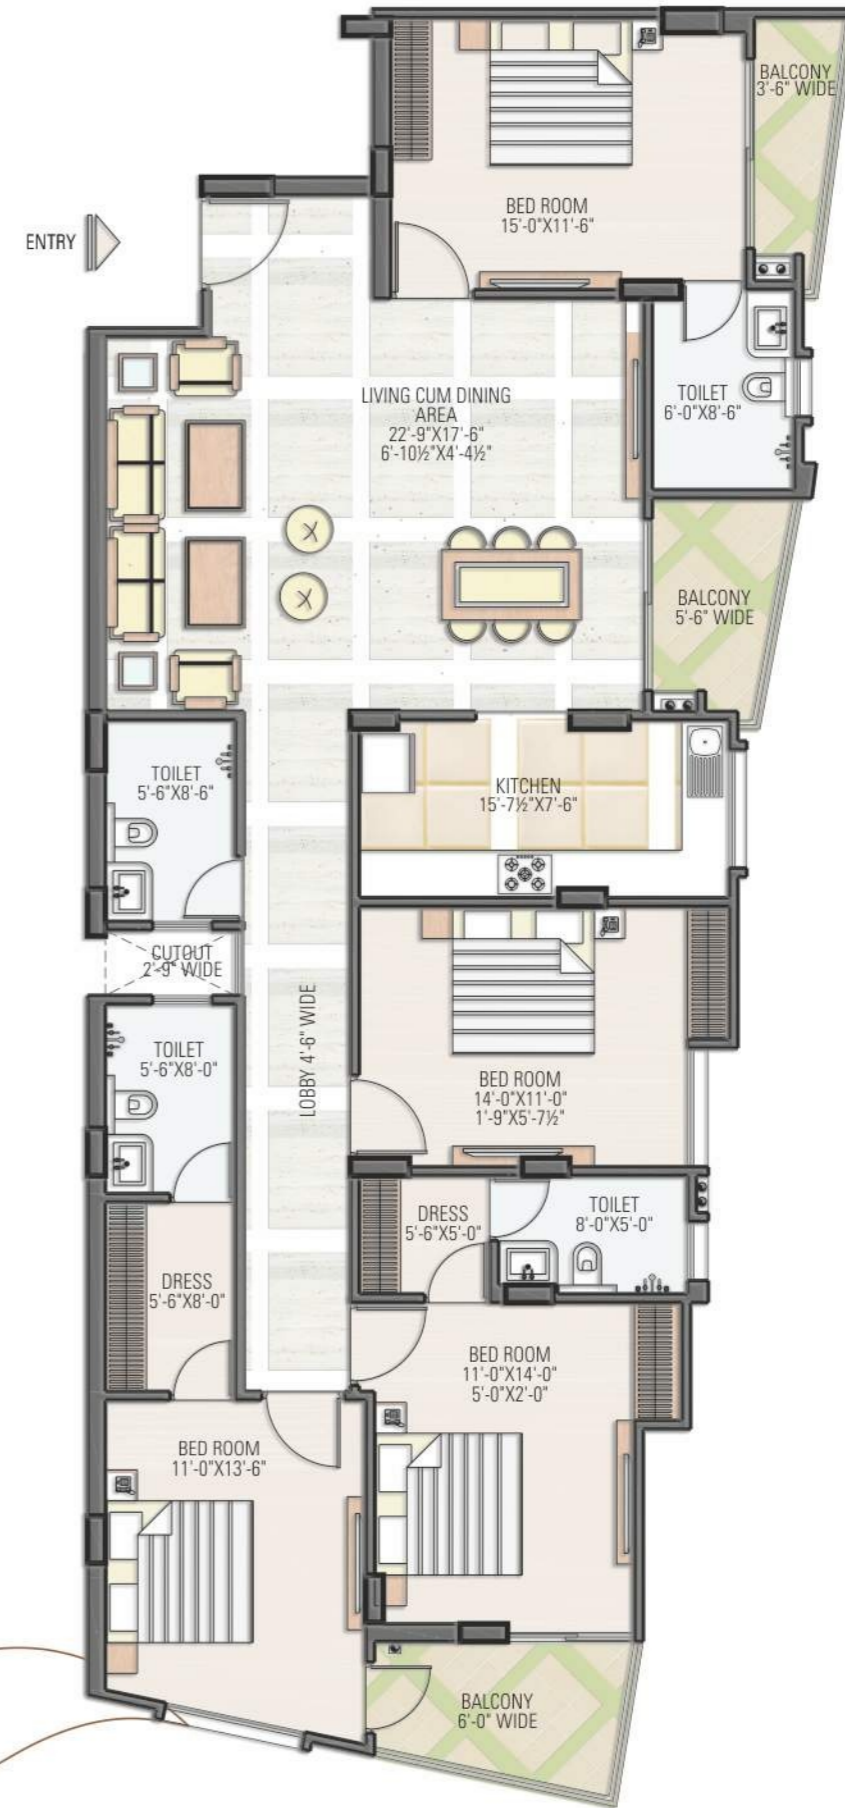 BALCONY
3'-6" WIDE
BED ROOM
15'-0"X11'-6"
ENTRY
LIVING CUM DINING
AREA
22'-9"X17'-6"
6'-10½"X4'-4½"
TOILET
6'-0"X8'-6"
BALCONY
5'-6" WIDE
TOILET
5'-6"X8'-6"
KITCHEN
15'-7½"X7'-6"
CUTOUT
2'-9" WIDE
LOBBY 4'-6" WIDE
TOILET
5'-6"X8'-0"
BED ROOM
14'-0"X11'-0"
1'-9"X5'-7½"
DRESS
5'-6"X5'-0"
TOILET
8'-0"X5'-0"
DRESS
5'-6"X8'-0"
BED ROOM
11'-0"X14'-0"
5'-0"X2'-0"
BED ROOM
11'-0"X13'-6"
BALCONY
6'-0" WIDE